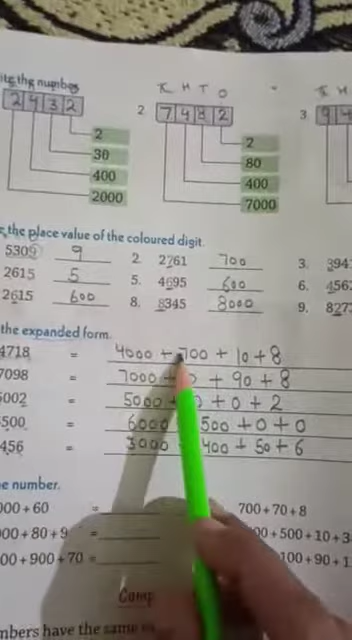 the number
T H T O
2 4 3 2
2 7 4 8 2
3
2
30
400
2000
2
80
400
7000
the place value of the coloured digit.
5309 9 2 2761 700 3. 394
2615 5 5. 4695 600 6. 456
2615 600 8. 8345 8000 9. 827
the expanded form.
4718 = 4000 + 700 + 10 + 8
7098 = 7000 + + 90 + 8
5002 = 5000 + + 0 + 2
500 = 6000 500 + 0 + 0
456 = 3000 400 + 50 + 6
e number.
000 + 60 = 700 + 70 + 8
000 + 80 + 9 = 00 + 500 + 10 + 3
00 + 900 + 70 = 100 + 90 + 1
Comp
mbers have the same